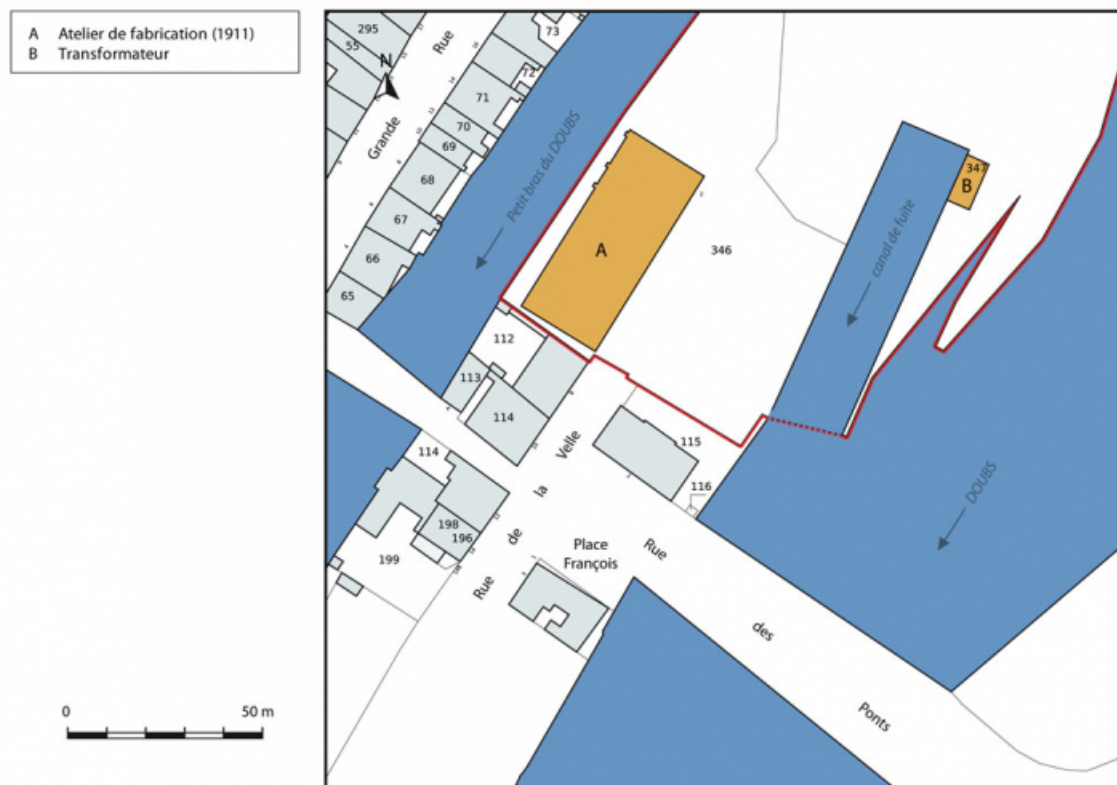 A Atelier de fabrication (1911)
B Transformateur
295
55
Rue
73
N
72
71
Grande
70
69
68
67
66
65
Petit bras du DOUBS
A
346
347
B
canal de fuite
112
113
114
115
116
114
198
196
199
Rue de la Velle
Place
François
Rue des Ponts
DOUBS
0 50 m